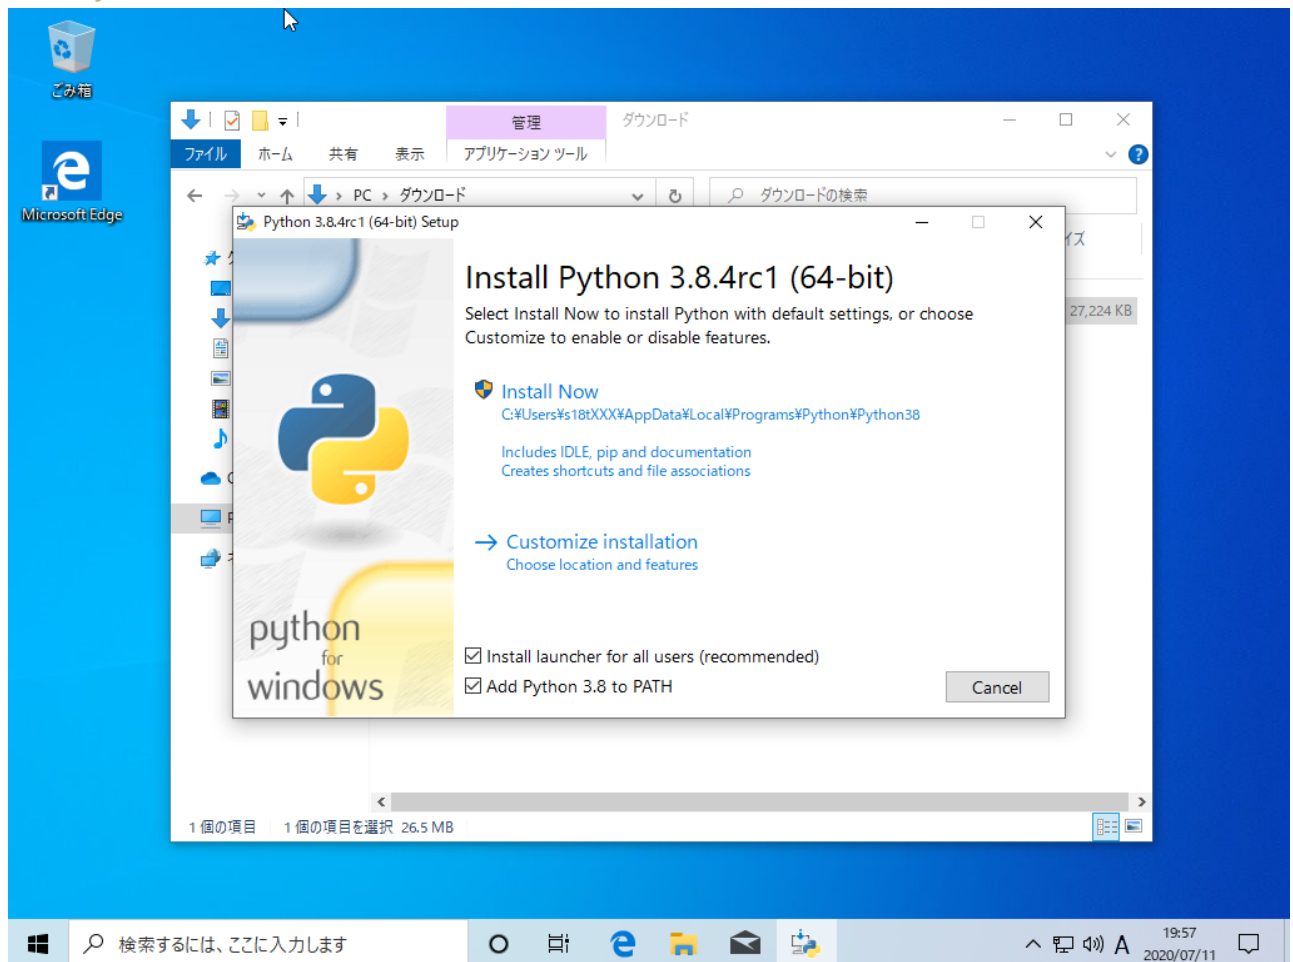 ごみ箱
Microsoft Edge
管理
ダウンロード
ファイル
ホーム
共有
表示
アプリケーション ツール
PC
ダウンロード
ダウンロードの検索
Python 3.8.4rc1 (64-bit) Setup
イズ
27,224 KB
Install Python 3.8.4rc1 (64-bit)
Select Install Now to install Python with default settings, or choose
Customize to enable or disable features.
Install Now
C:¥Users¥s18tXXX¥AppData¥Local¥Programs¥Python¥Python38
Includes IDLE, pip and documentation
Creates shortcuts and file associations
Customize installation
Choose location and features
python
for
windows
Install launcher for all users (recommended)
Add Python 3.8 to PATH
Cancel
1 個の項目
1 個の項目を選択 26.5 MB
検索するには、ここに入力します
A
19:57
2020/07/11